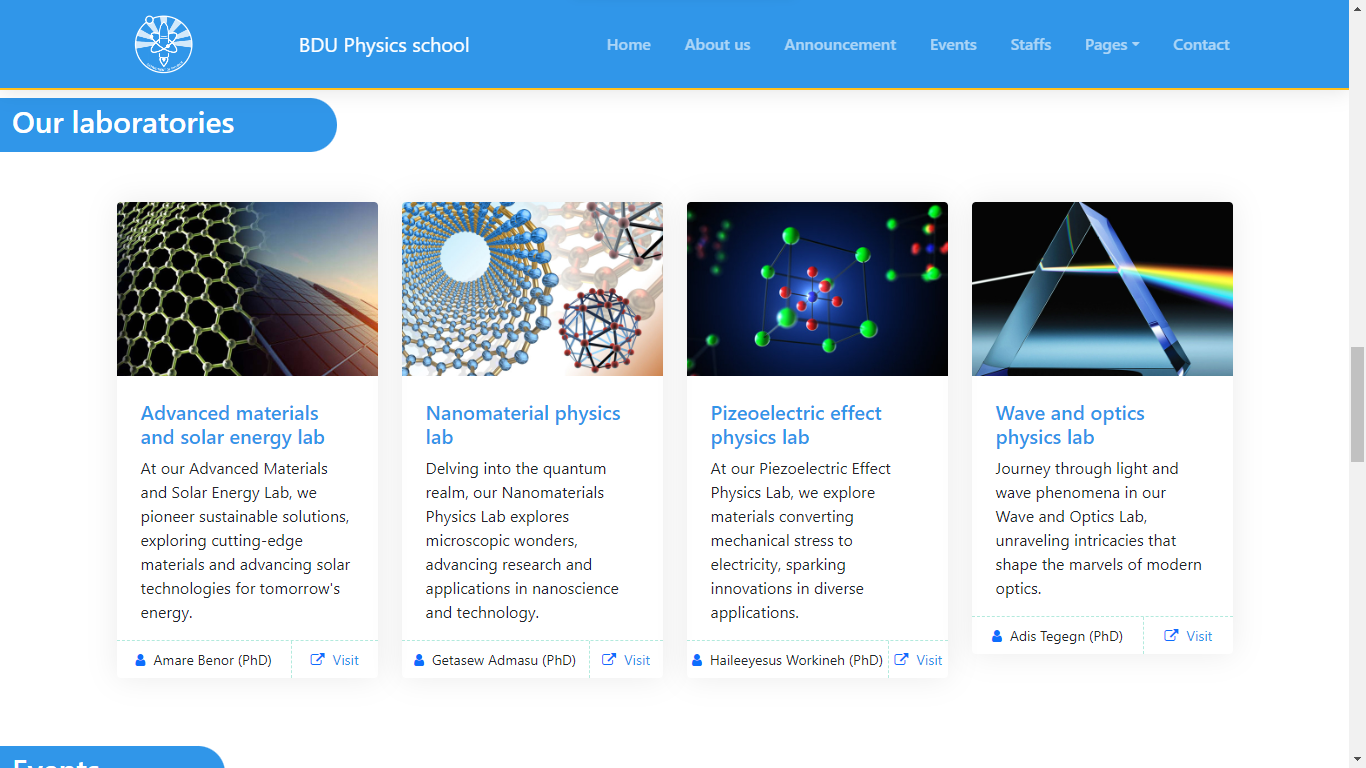 BDU Physics school
Home About us Announcement Events Staffs Pages Contact
Our laboratories
Advanced materials
and solar energy lab
At our Advanced Materials
and Solar Energy Lab, we
pioneer sustainable solutions,
exploring cutting-edge
materials and advancing solar
technologies for tomorrow's
energy.
Amare Benor (PhD) Visit
Nanomaterial physics
lab
Delving into the quantum
realm, our Nanomaterials
Physics Lab explores
microscopic wonders,
advancing research and
applications in nanoscience
and technology.
Getasew Admasu (PhD) Visit
Pizeoelectric effect
physics lab
At our Piezoelectric Effect
Physics Lab, we explore
materials converting
mechanical stress to
electricity, sparking
innovations in diverse
applications.
Haileeyesus Workineh (PhD) Visit
Wave and optics
physics lab
Journey through light and
wave phenomena in our
Wave and Optics Lab,
unraveling intricacies that
shape the marvels of modern
optics.
Adis Tegegn (PhD) Visit
Events